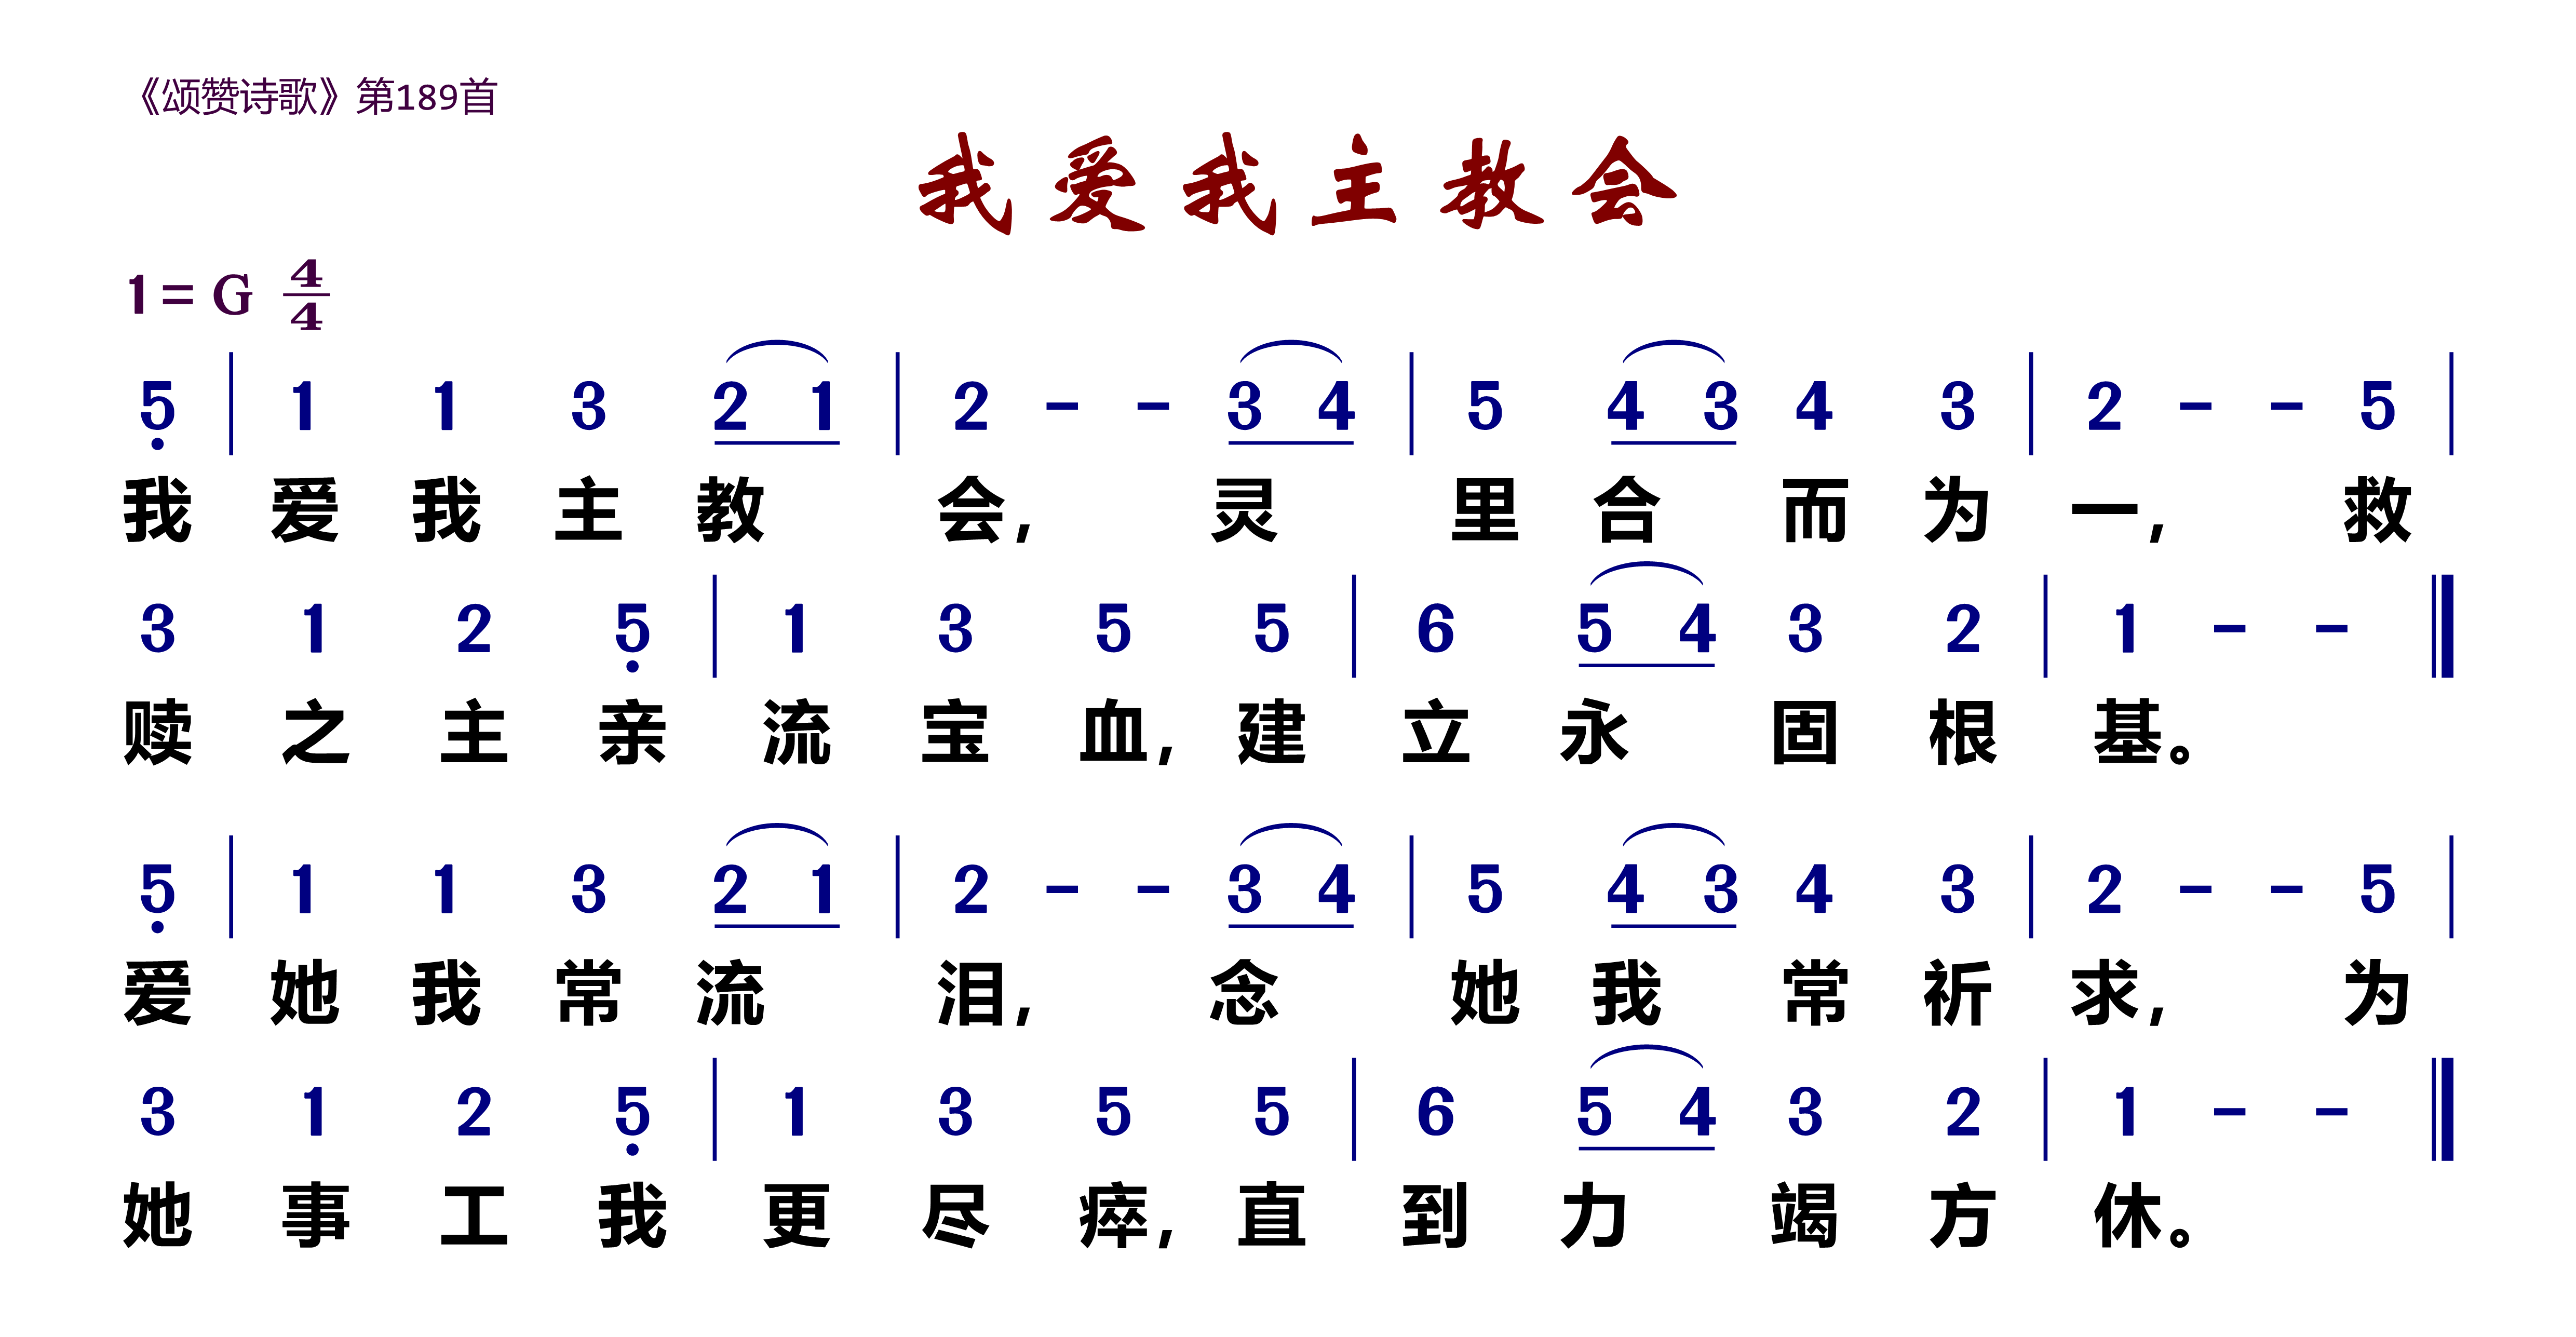 《颂赞诗歌》第189首
我爱我主教会
1 = G 4/4
5̣ | 1 1 3 2 1 | 2 - - 3 4 | 5 4 3 4 3 | 2 - - 5 |
我 爱 我 主 教 会, 灵 里 合 而 为 一, 救
3 1 2 5̣ | 1 3 5 5 | 6 5 4 3 2 | 1 - - ‖
赎 之 主 亲 流 宝 血, 建 立 永 固 根 基。
5̣ | 1 1 3 2 1 | 2 - - 3 4 | 5 4 3 4 3 | 2 - - 5 |
爱 她 我 常 流 泪, 念 她 我 常 祈 求, 为
3 1 2 5̣ | 1 3 5 5 | 6 5 4 3 2 | 1 - - ‖
她 事 工 我 更 尽 瘁, 直 到 力 竭 方 休。